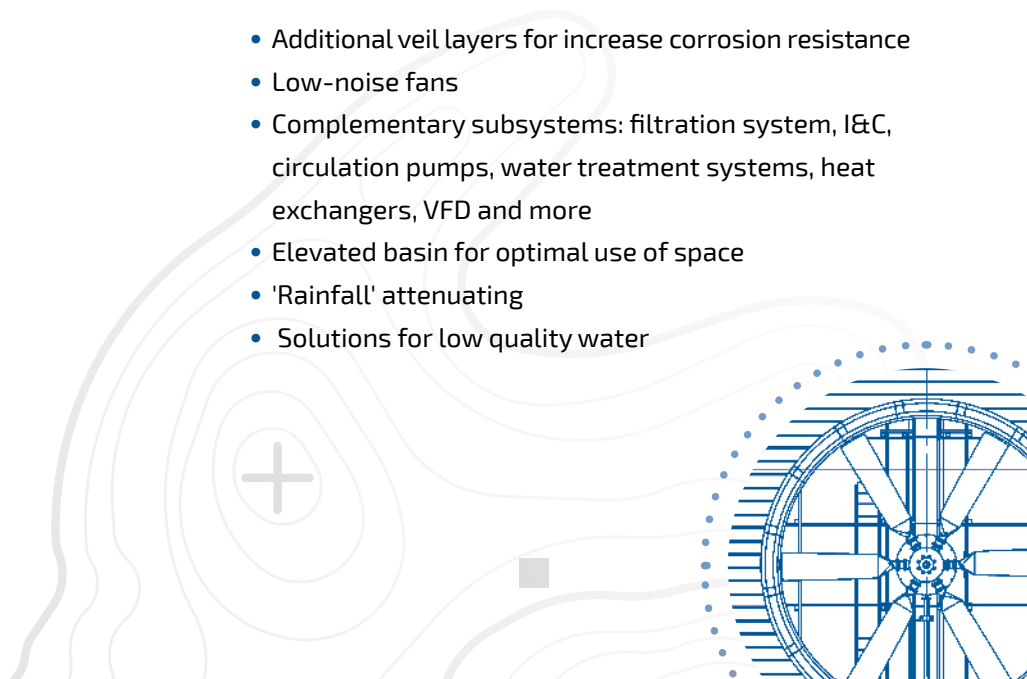 • Additional veil layers for increase corrosion resistance
• Low-noise fans
• Complementary subsystems: filtration system, I&C,
circulation pumps, water treatment systems, heat
exchangers, VFD and more
• Elevated basin for optimal use of space
• 'Rainfall' attenuating
• Solutions for low quality water